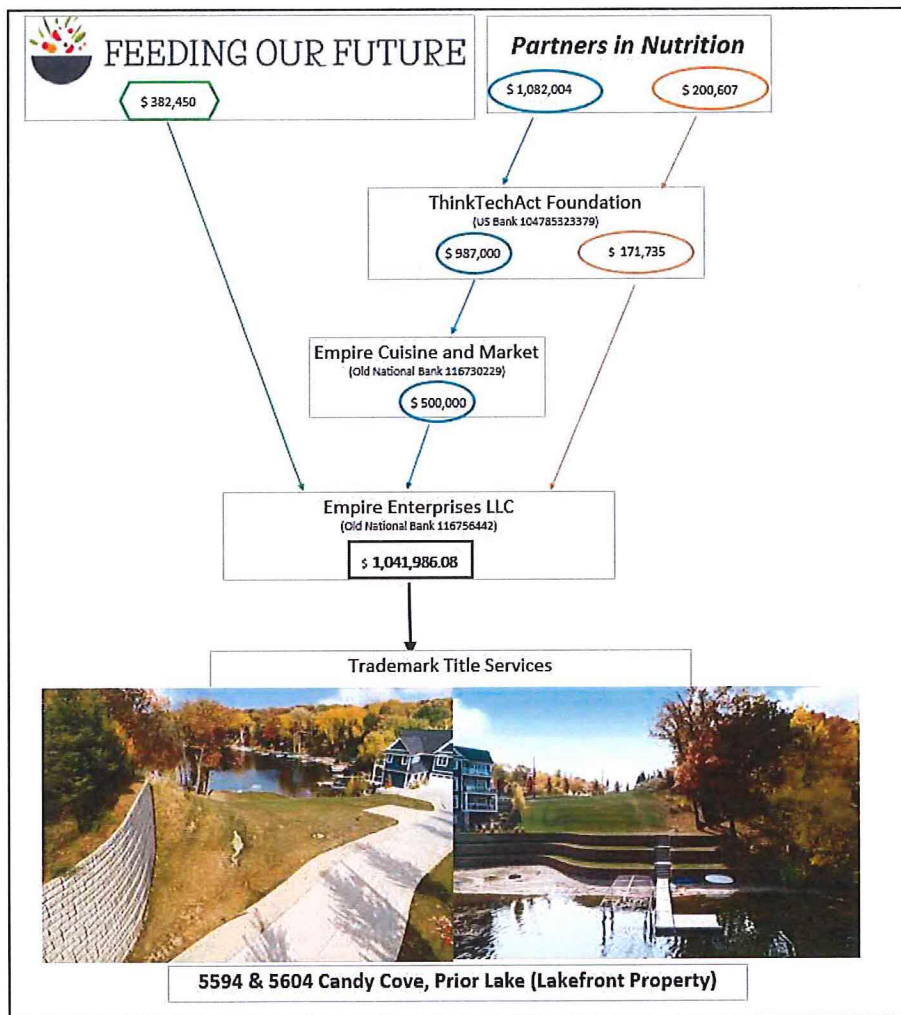 FEEDING OUR FUTURE
$ 382,450
Partners in Nutrition
$ 1,082,004
$ 200,607
ThinkTechAct Foundation
(US Bank 104785323379)
$ 987,000
$ 171,735
Empire Cuisine and Market
(Old National Bank 116730229)
$ 500,000
Empire Enterprises LLC
(Old National Bank 116756442)
$ 1,041,986.08
Trademark Title Services
5594 & 5604 Candy Cove, Prior Lake (Lakefront Property)